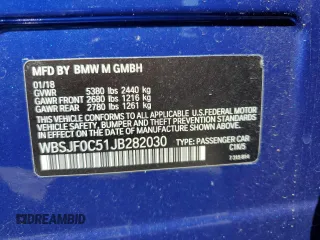 MFD BY BMW M GMBH
01/18
GVWR 5380 lbs 2440 kg
GAWR FRONT 2680 lbs 1216 kg
GAWR REAR 2780 lbs 1261 kg
THIS VEHICLE CONFORMS TO ALL APPLICABLE U.S. FEDERAL MOTOR
VEHICLE SAFETY, BUMPER, AND THEFT PREVENTION STANDARDS IN
EFFECT ON THE DATE OF MANUFACTURE SHOWN ABOVE.
WBSJF0C51JB282030 TYPE: PASSENGER CAR
DREAMBID